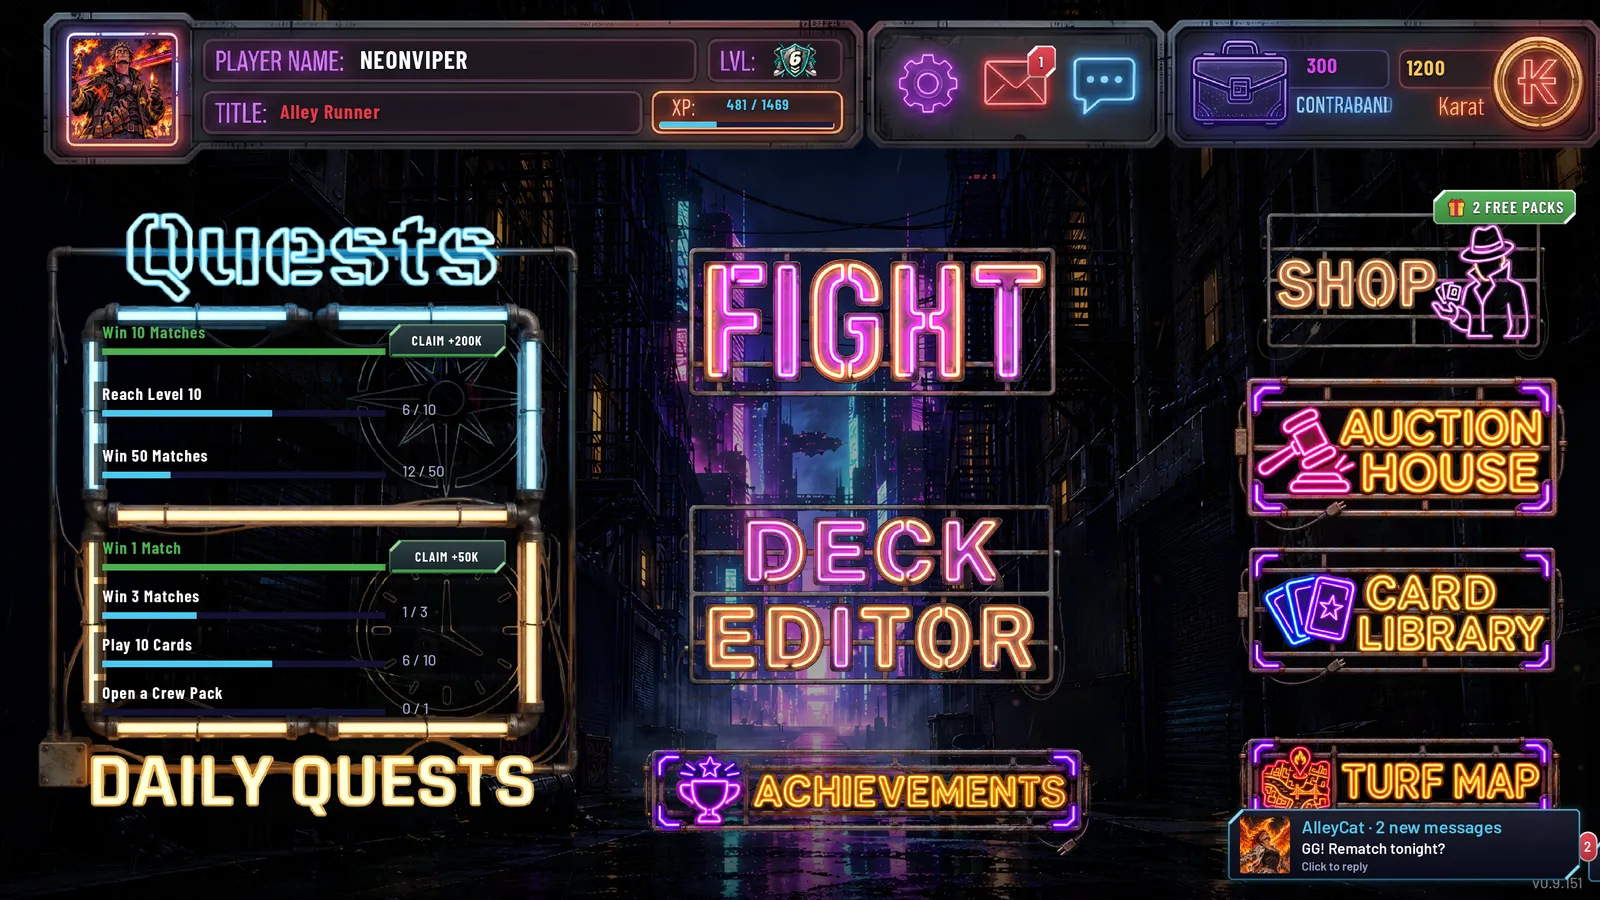 PLAYER NAME: NEONVIPER
LVL: 6
TITLE: Alley Runner
XP: 481 / 1469
1
300
CONTRABAND
1200
Karat
2 FREE PACKS
SHOP
Quests
Win 10 Matches
CLAIM +200K
Reach Level 10
6 / 10
Win 50 Matches
12 / 50
Win 1 Match
CLAIM +50K
Win 3 Matches
1 / 3
Play 10 Cards
6 / 10
Open a Crew Pack
0 / 1
DAILY QUESTS
FIGHT
DECK
EDITOR
ACHIEVEMENTS
AUCTION
HOUSE
CARD
LIBRARY
TURF MAP
AlleyCat · 2 new messages
GG! Rematch tonight?
Click to reply
2
v0.9.151